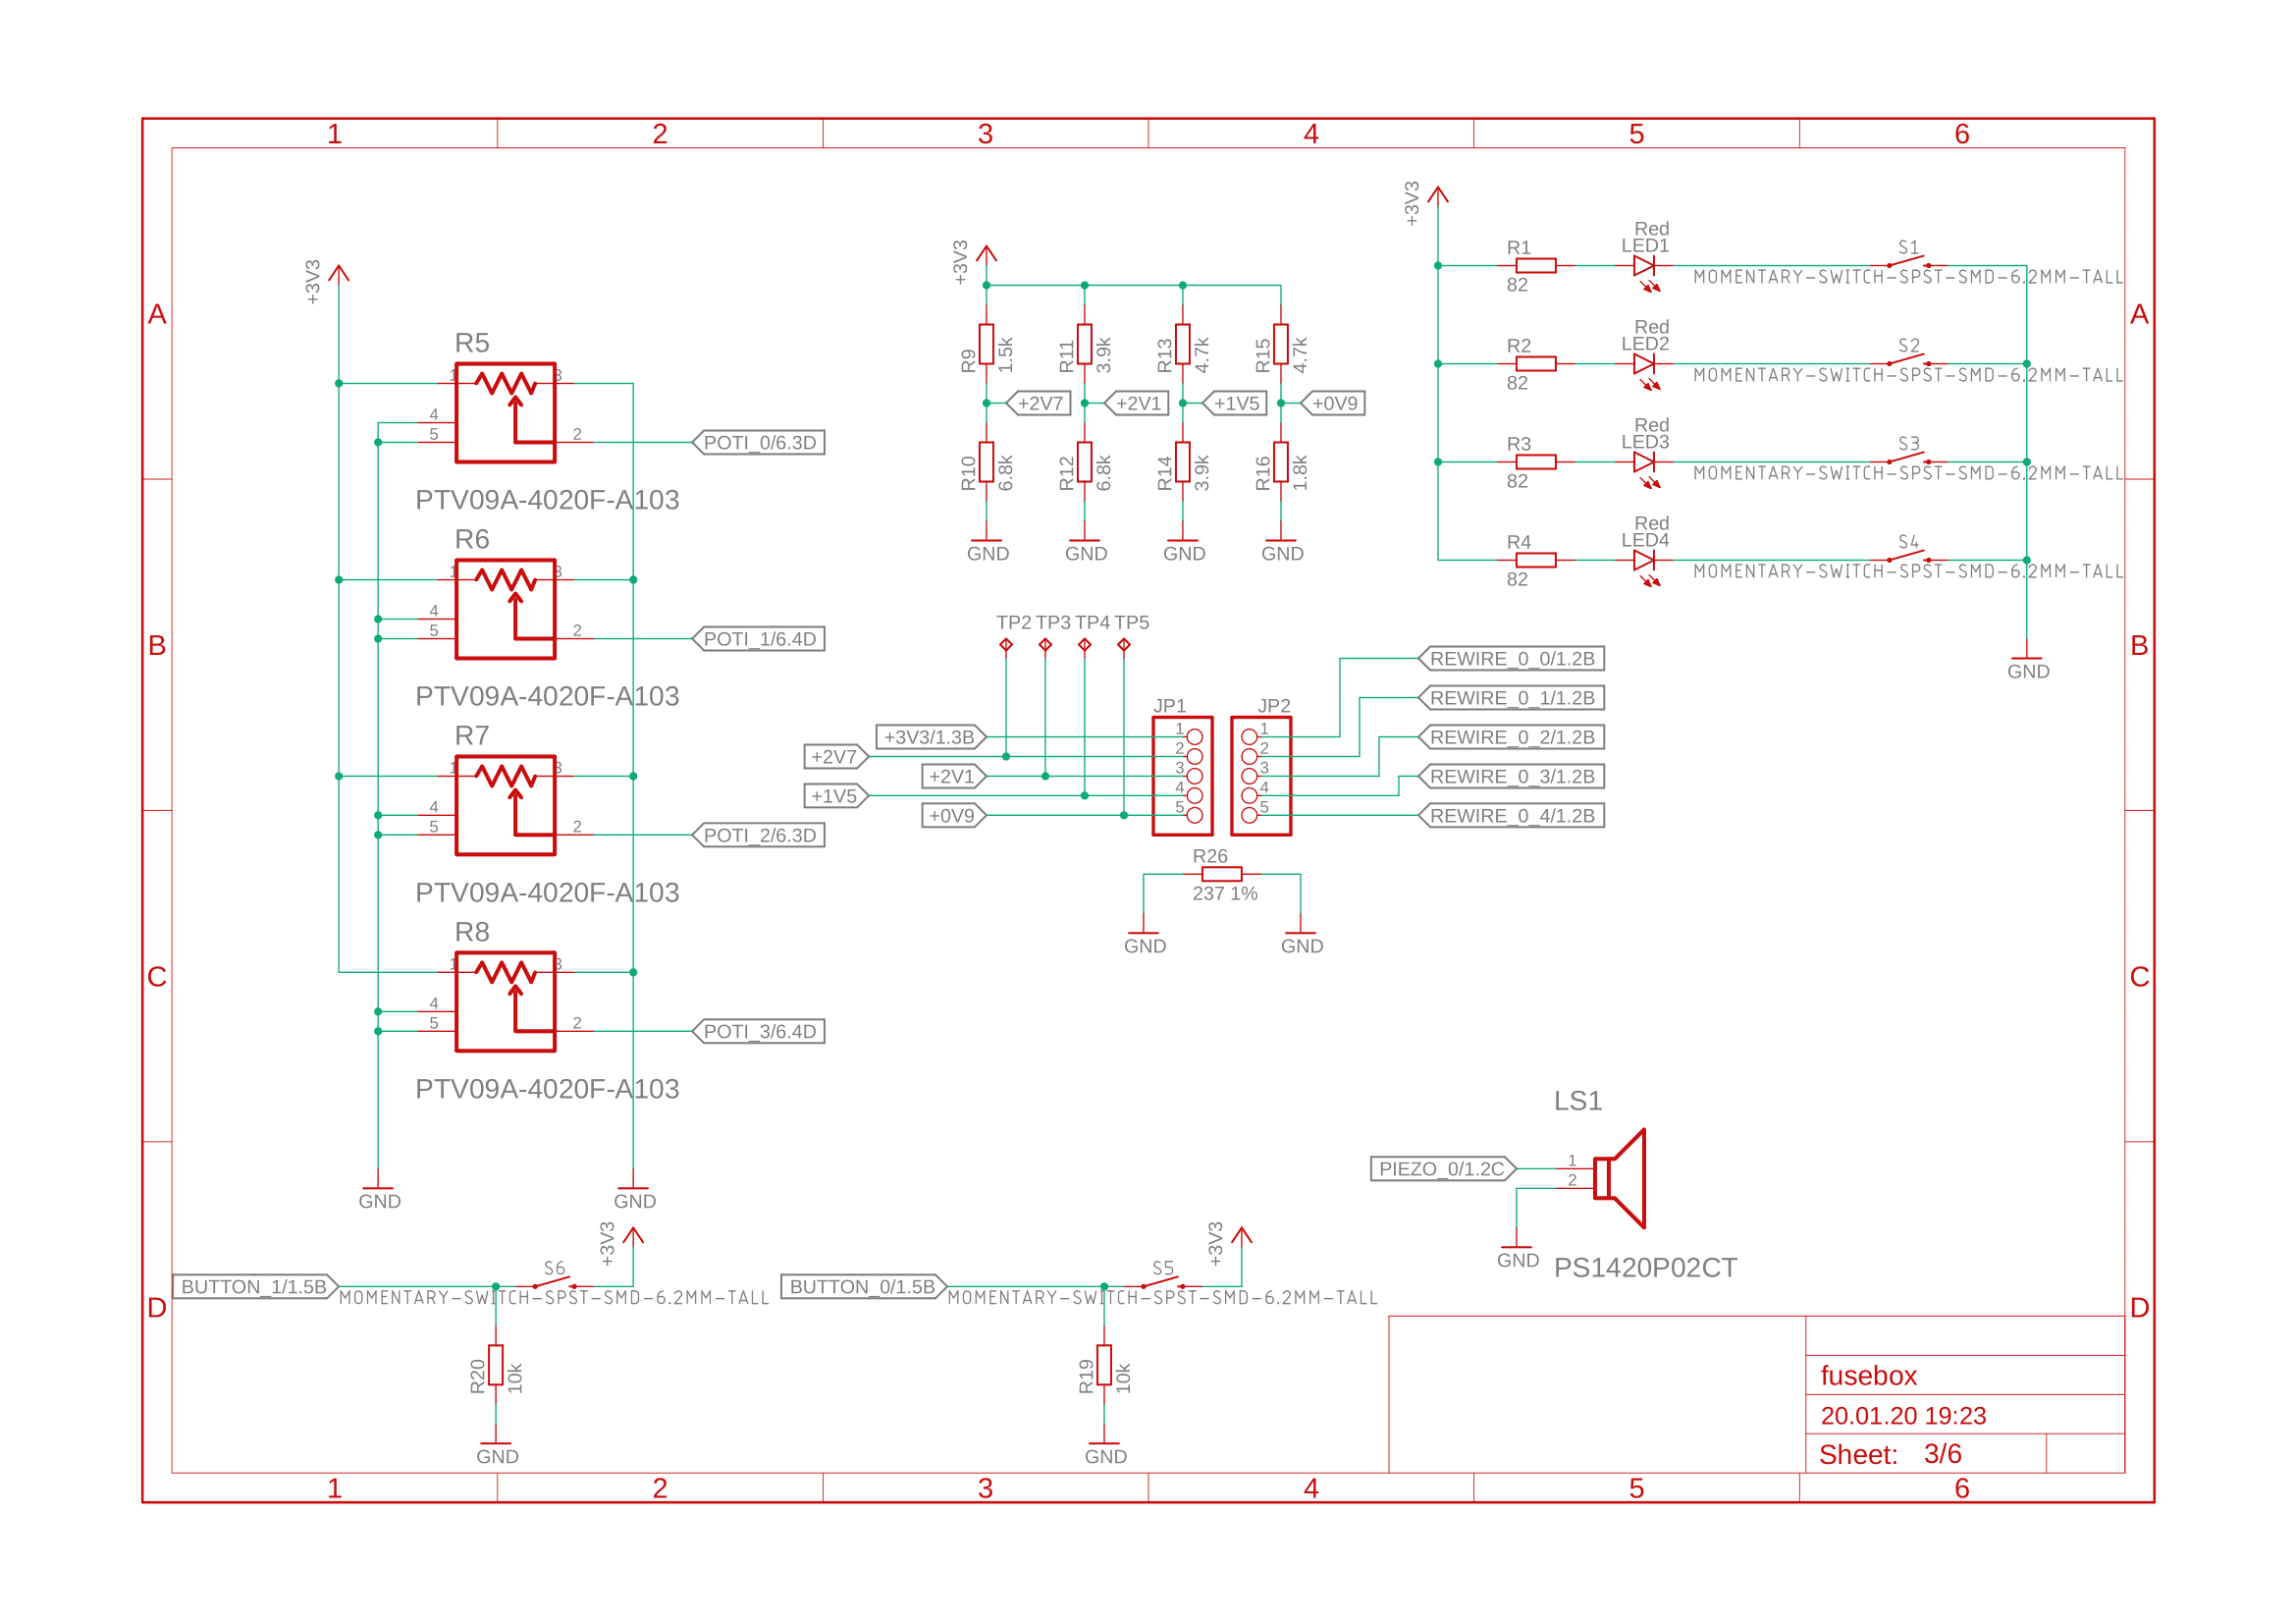 1 2 3 4 5 6
A A
B B
C C
D D
+3V3
R5
1 3
4
5 2
POTI_0/6.3D
PTV09A-4020F-A103
R6
1 3
4
5 2
POTI_1/6.4D
PTV09A-4020F-A103
R7
1 3
4
5 2
POTI_2/6.3D
PTV09A-4020F-A103
R8
1 3
4
5 2
POTI_3/6.4D
PTV09A-4020F-A103
GND GND
+3V3
R9 1.5k R11 3.9k R13 4.7k R15 4.7k
+2V7 +2V1 +1V5 +0V9
R10 6.8k R12 6.8k R14 3.9k R16 1.8k
GND GND GND GND
+3V3
R1 82 Red LED1 S1
MOMENTARY-SWITCH-SPST-SMD-6.2MM-TALL
R2 82 Red LED2 S2
MOMENTARY-SWITCH-SPST-SMD-6.2MM-TALL
R3 82 Red LED3 S3
MOMENTARY-SWITCH-SPST-SMD-6.2MM-TALL
R4 82 Red LED4 S4
MOMENTARY-SWITCH-SPST-SMD-6.2MM-TALL
GND
TP2 TP3 TP4 TP5
JP1 JP2
+3V3/1.3B 1 1 REWIRE_0_0/1.2B
+2V7 2 2 REWIRE_0_1/1.2B
+2V1 3 3 REWIRE_0_2/1.2B
+1V5 4 4 REWIRE_0_3/1.2B
+0V9 5 5 REWIRE_0_4/1.2B
R26
237 1%
GND GND
LS1
PIEZO_0/1.2C 1
2
GND
PS1420P02CT
BUTTON_1/1.5B S6 +3V3
MOMENTARY-SWITCH-SPST-SMD-6.2MM-TALL
R20 10k
GND
BUTTON_0/1.5B S5 +3V3
MOMENTARY-SWITCH-SPST-SMD-6.2MM-TALL
R19 10k
GND
fusebox
20.01.20 19:23
Sheet: 3/6
1 2 3 4 5 6